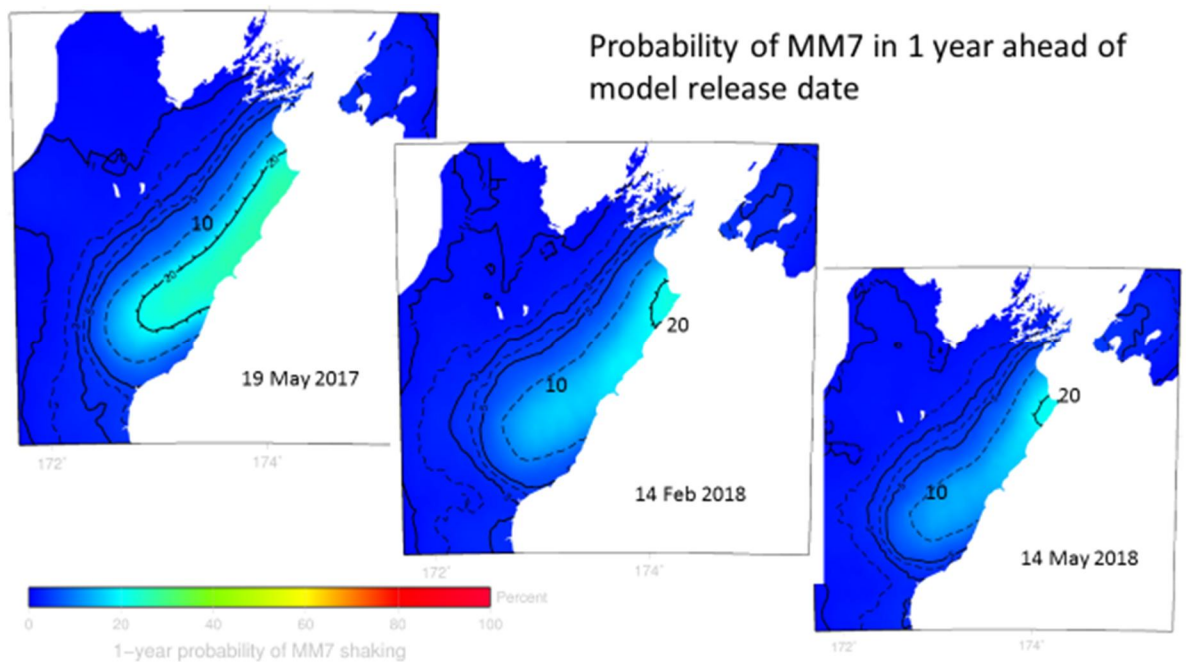 Probability of MM7 in 1 year ahead of
model release date
20
10
20
19 May 2017
172°
174°
20
10
14 Feb 2018
172°
174°
20
10
14 May 2018
172°
174°
Percent
0
20
40
60
80
100
1-year probability of MM7 shaking